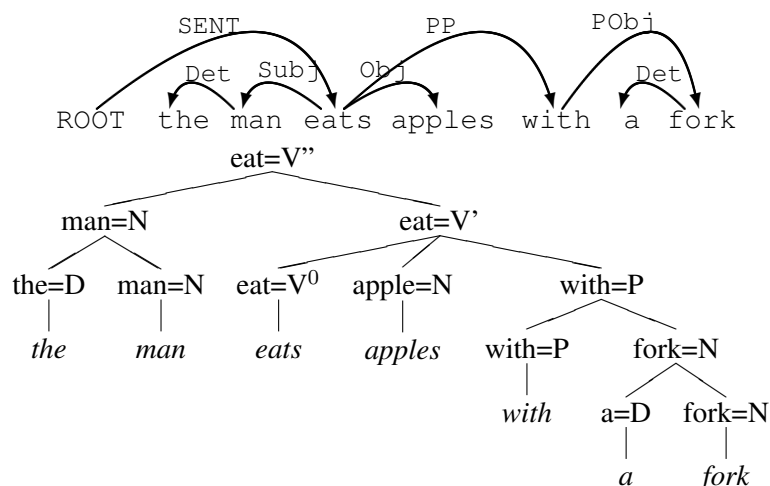 SENT PP PObj
Det Subj Obj Det
ROOT the man eats apples with a fork
eat=V”
man=N eat=V’
the=D man=N eat=V⁰ apple=N with=P
the man eats apples with=P fork=N
with a=D fork=N
a fork